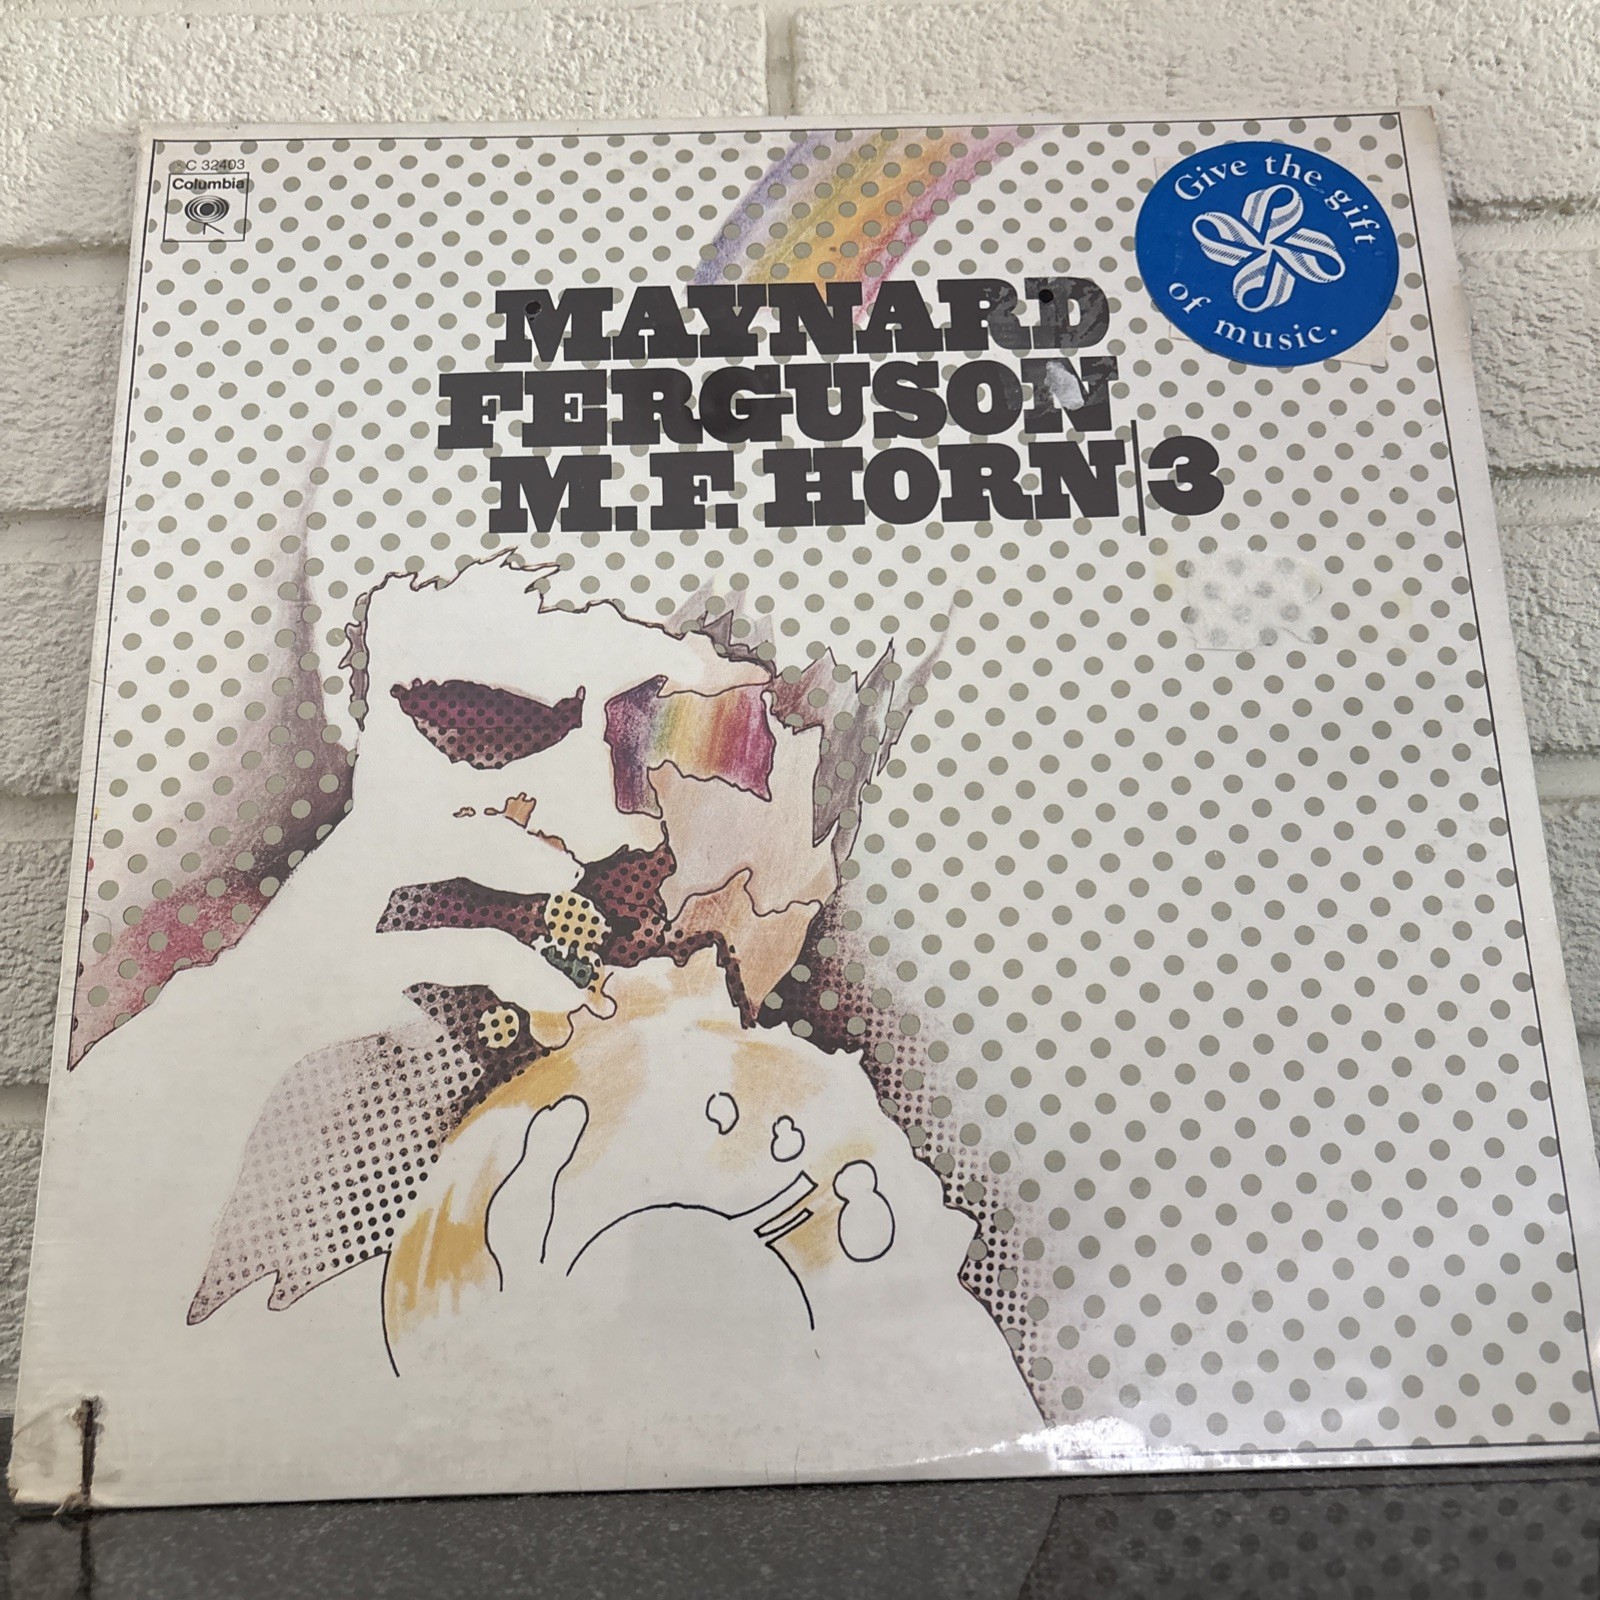 C 32403
Columbia
Give the gift
of music.
MAYNARD
FERGUSON
M.F. HORN|3